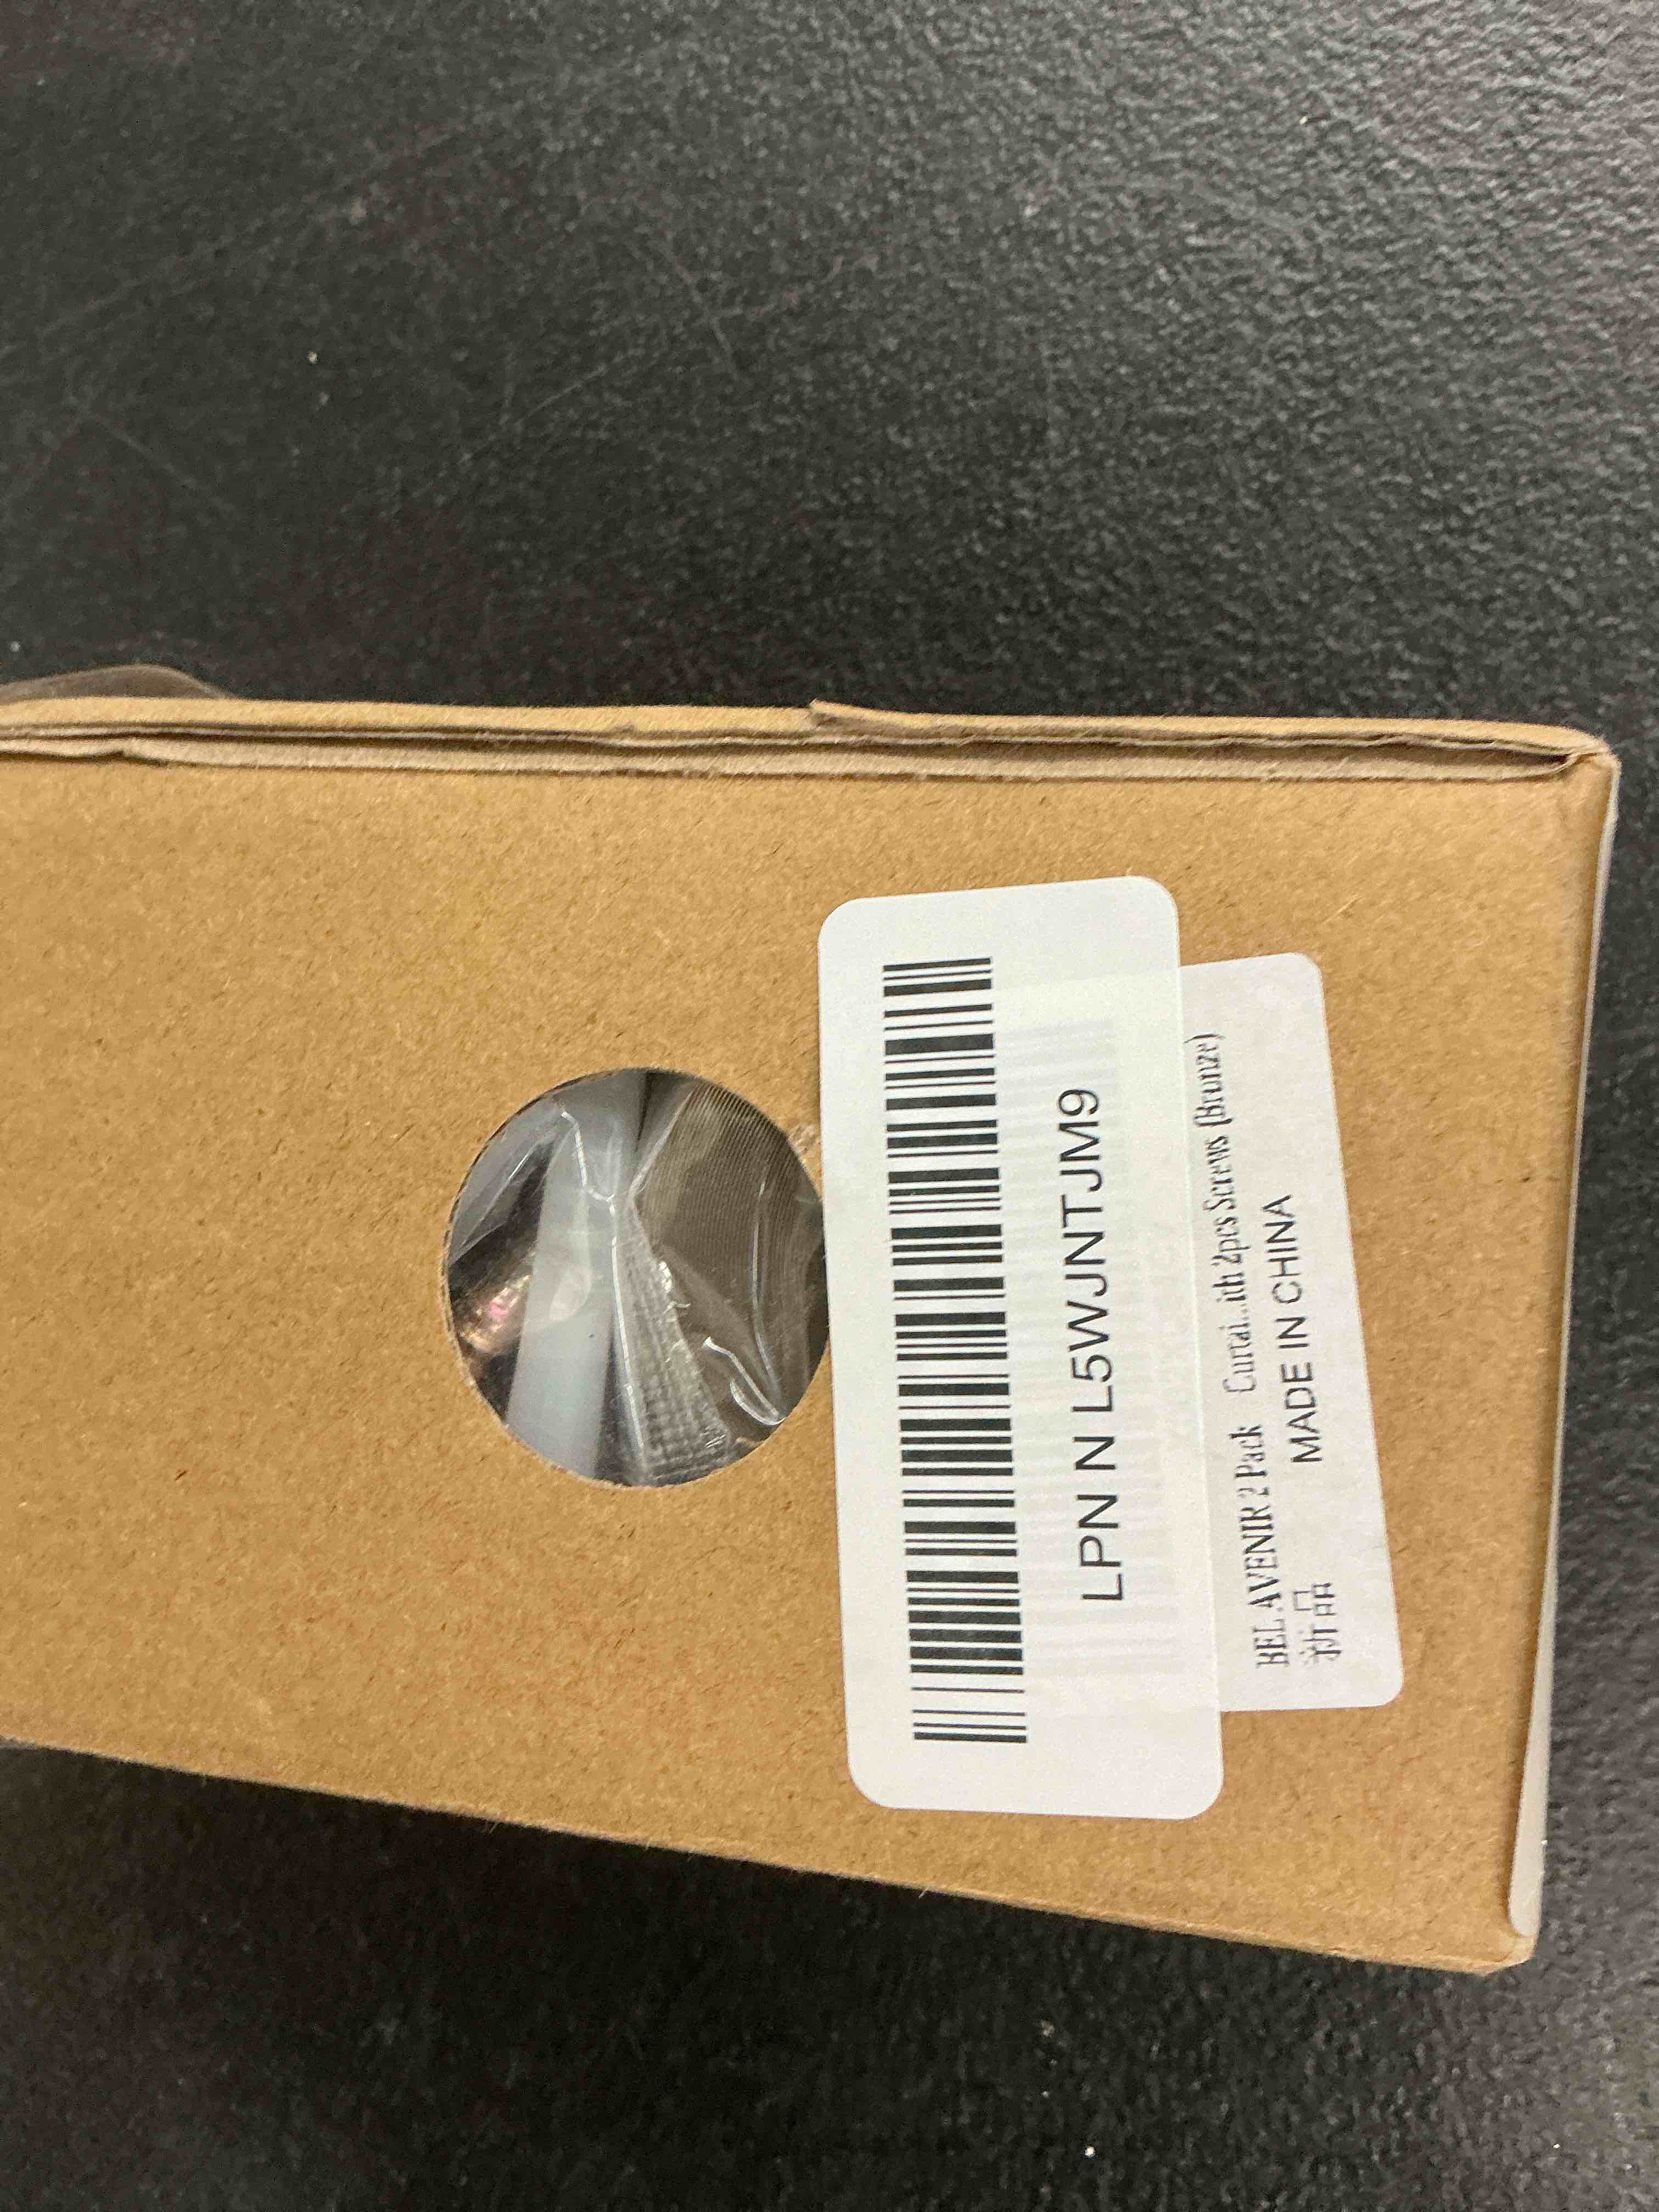 LPN N L5WJNTJM9
BEL AVENIR 2 Pack Curtai...ith 2pcs Screws (Bronze)
新品 MADE IN CHINA